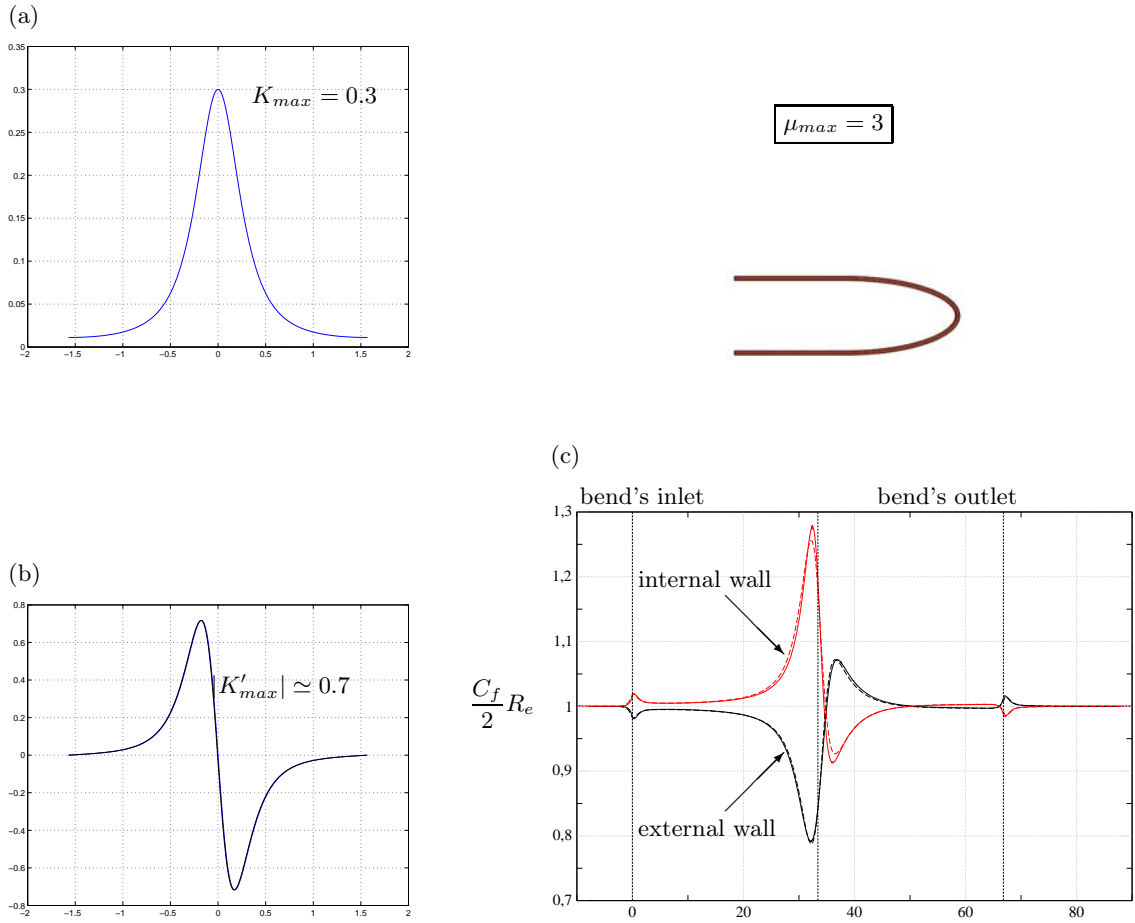 (a)
0.35
0.3
0.25
0.2
0.15
0.1
0.05
0
−2 −1.5 −1 −0.5 0 0.5 1 1.5 2
K_{max} = 0.3
μ_{max} = 3
(b)
0.8
0.6
0.4
0.2
0
−0.2
−0.4
−0.6
−0.8
−2 −1.5 −1 −0.5 0 0.5 1 1.5 2
|K′_{max}| ≃ 0.7
(c)
bend's inlet
bend's outlet
1,3
1,2
1,1
1
0,9
0,8
0,7
0 20 40 60 80
internal wall
external wall
\frac{C_f}{2} R_e